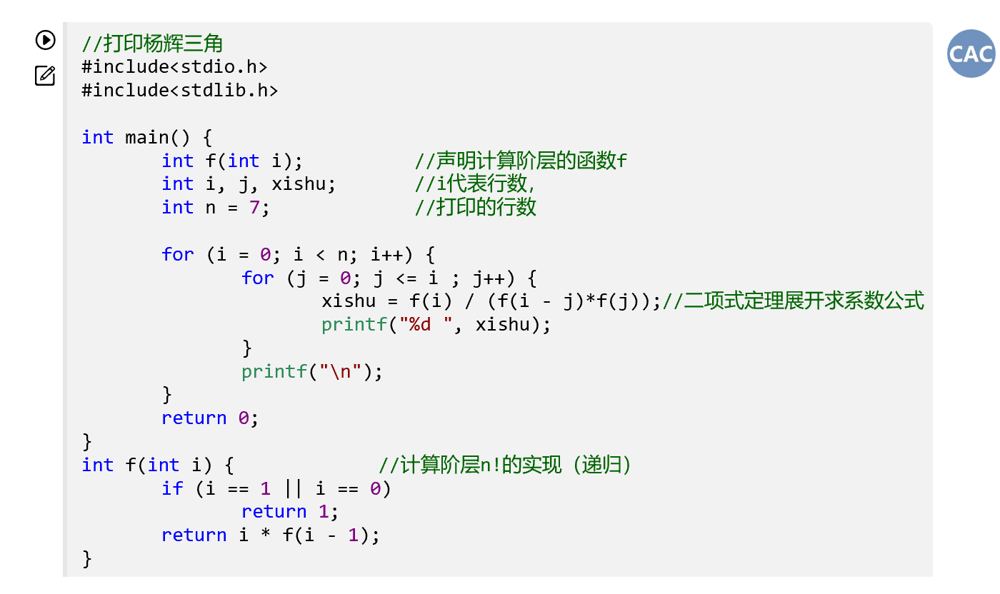 //打印杨辉三角
#include<stdio.h>
#include<stdlib.h>
CAC
int main() {
int f(int i); //声明计算阶层的函数f
int i, j, xishu; //i代表行数,
int n = 7; //打印的行数
for (i = 0; i < n; i++) {
for (j = 0; j <= i ; j++) {
xishu = f(i) / (f(i - j)*f(j));//二项式定理展开求系数公式
printf("%d ", xishu);
}
printf("\n");
}
return 0;
}
int f(int i) { //计算阶层n!的实现（递归）
if (i == 1 || i == 0)
return 1;
return i * f(i - 1);
}